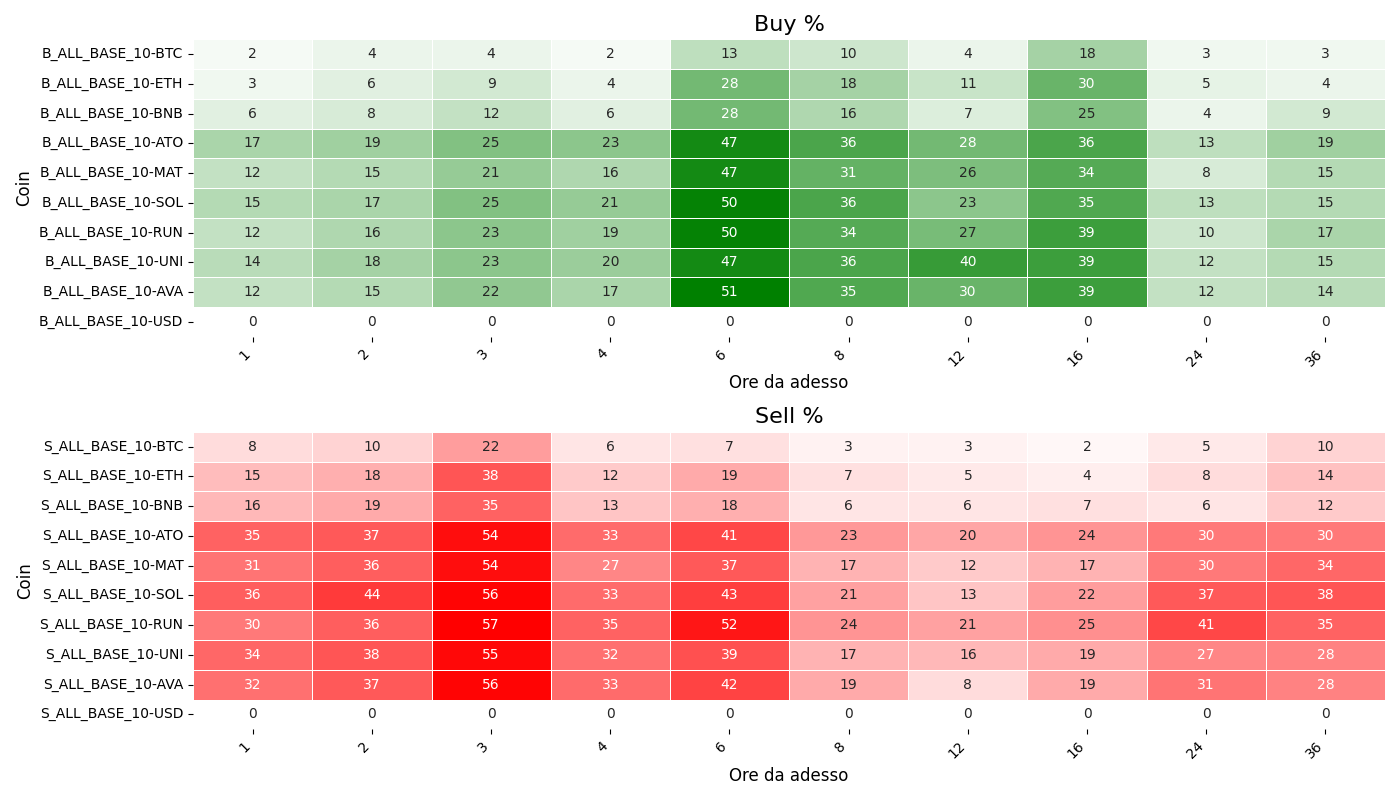 Buy %
Coin
B_ALL_BASE_10-BTC 2 4 4 2 13 10 4 18 3 3
B_ALL_BASE_10-ETH 3 6 9 4 28 18 11 30 5 4
B_ALL_BASE_10-BNB 6 8 12 6 28 16 7 25 4 9
B_ALL_BASE_10-ATO 17 19 25 23 47 36 28 36 13 19
B_ALL_BASE_10-MAT 12 15 21 16 47 31 26 34 8 15
B_ALL_BASE_10-SOL 15 17 25 21 50 36 23 35 13 15
B_ALL_BASE_10-RUN 12 16 23 19 50 34 27 39 10 17
B_ALL_BASE_10-UNI 14 18 23 20 47 36 40 39 12 15
B_ALL_BASE_10-AVA 12 15 22 17 51 35 30 39 12 14
B_ALL_BASE_10-USD 0 0 0 0 0 0 0 0 0 0
1 2 3 4 6 8 12 16 24 36
Ore da adesso
Sell %
Coin
S_ALL_BASE_10-BTC 8 10 22 6 7 3 3 2 5 10
S_ALL_BASE_10-ETH 15 18 38 12 19 7 5 4 8 14
S_ALL_BASE_10-BNB 16 19 35 13 18 6 6 7 6 12
S_ALL_BASE_10-ATO 35 37 54 33 41 23 20 24 30 30
S_ALL_BASE_10-MAT 31 36 54 27 37 17 12 17 30 34
S_ALL_BASE_10-SOL 36 44 56 33 43 21 13 22 37 38
S_ALL_BASE_10-RUN 30 36 57 35 52 24 21 25 41 35
S_ALL_BASE_10-UNI 34 38 55 32 39 17 16 19 27 28
S_ALL_BASE_10-AVA 32 37 56 33 42 19 8 19 31 28
S_ALL_BASE_10-USD 0 0 0 0 0 0 0 0 0 0
1 2 3 4 6 8 12 16 24 36
Ore da adesso